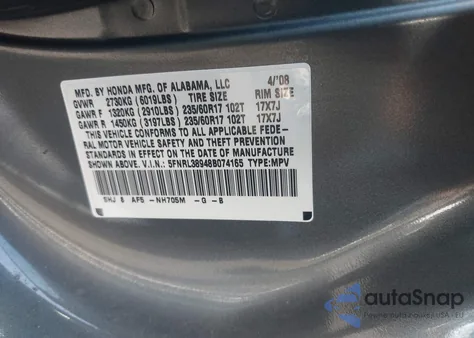 MFD. BY HONDA MFG. OF ALABAMA, LLC 4/'08
GVWR 2730KG (6019LBS) TIRE SIZE RIM SIZE
GAWR F 1320KG (2910LBS) 235/60R17 102T 17X7J
GAWR R 1450KG (3197LBS) 235/60R17 102T 17X7J
THIS VEHICLE CONFORMS TO ALL APPLICABLE FEDE-
RAL MOTOR VEHICLE SAFETY AND THEFT PREVENTION
STANDARDS IN EFFECT ON THE DATE OF MANUFACTURE
SHOWN ABOVE. V.I.N.: 5FNRL38948B074165 TYPE:MPV
SHJ 8 AF5 -NH705M -G -B
autoSnap